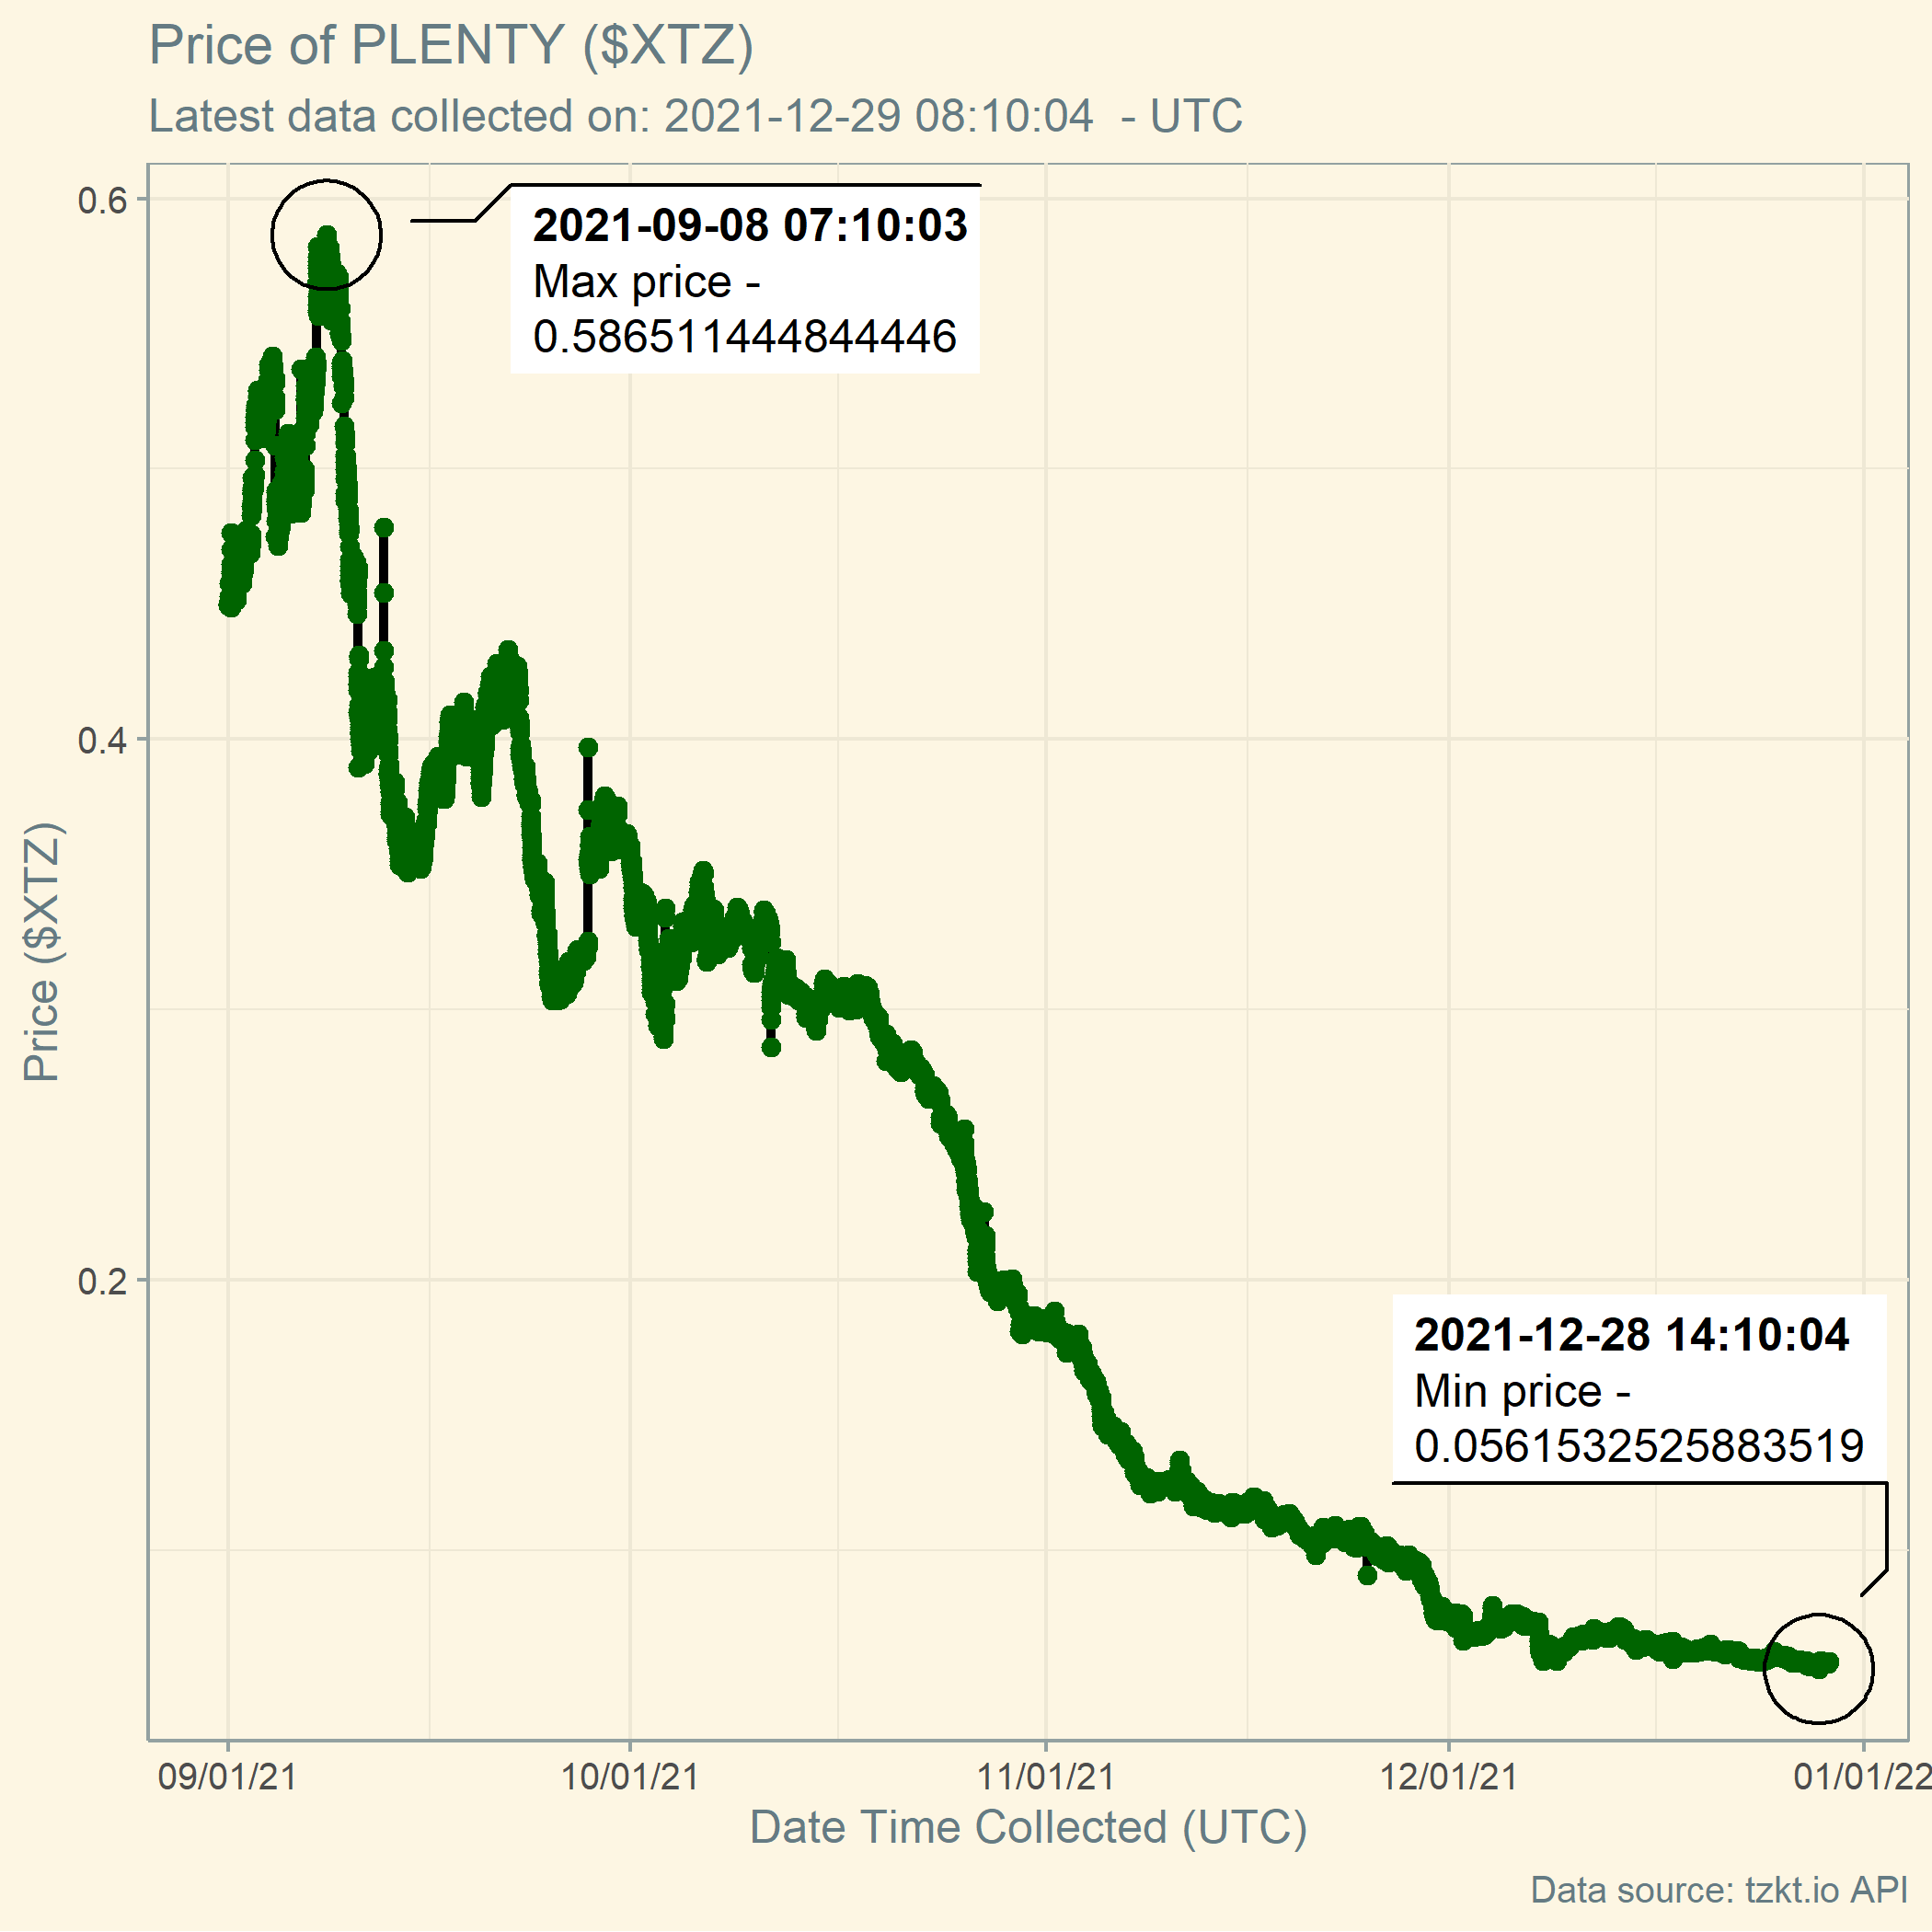 Price of PLENTY ($XTZ)
Latest data collected on: 2021-12-29 08:10:04  - UTC
0.6
2021-09-08 07:10:03
Max price -
0.586511444844446
0.4
Price ($XTZ)
0.2
2021-12-28 14:10:04
Min price -
0.0561532525883519
09/01/21 10/01/21 11/01/21 12/01/21 01/01/22
Date Time Collected (UTC)
Data source: tzkt.io API